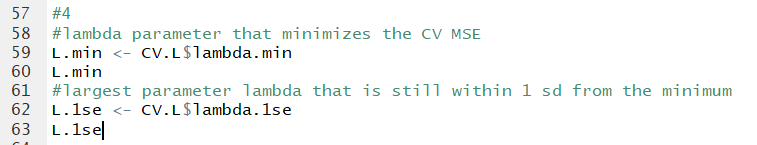 57 #4
58 #lambda parameter that minimizes the CV MSE
59 L.min <- CV.L$lambda.min
60 L.min
61 #largest parameter lambda that is still within 1 sd from the minimum
62 L.1se <- CV.L$lambda.1se
63 L.1se